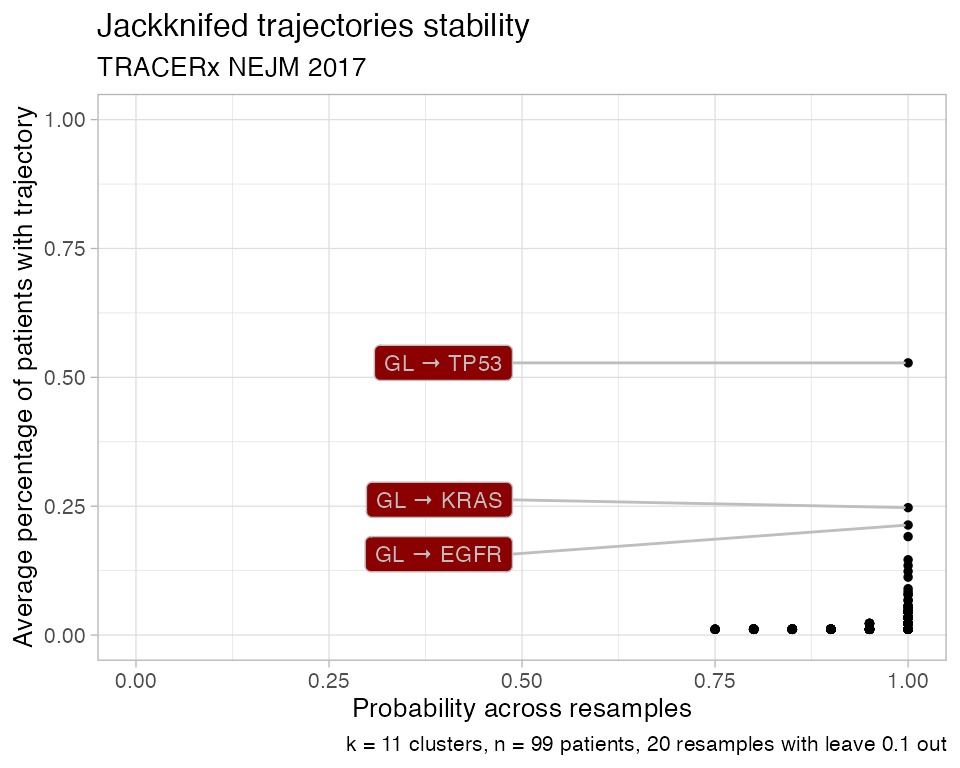 Jackknifed trajectories stability
TRACERx NEJM 2017
Average percentage of patients with trajectory
1.00
0.75
0.50
0.25
0.00
GL → TP53
GL → KRAS
GL → EGFR
0.00 0.25 0.50 0.75 1.00
Probability across resamples
k = 11 clusters, n = 99 patients, 20 resamples with leave 0.1 out